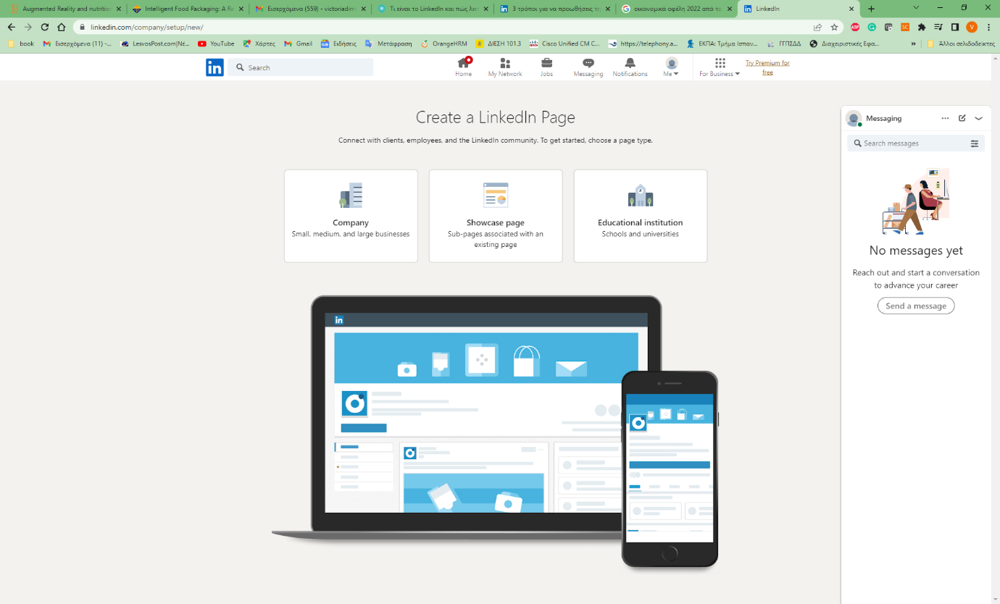 Augmented Reality and nutrition
Intelligent Food Packaging: A Re
Εισερχόμενα (559) - victoriadim
Τι είναι το LinkedIn και πώς λειτ
3 τρόποι για να προωθήσεις τη
οικονομικά οφέλη 2022 από το
LinkedIn
linkedin.com/company/setup/new/
ABP
SC
V
book
Εισερχόμενα (11) -...
LesvosPost.com|Νέ...
YouTube
Χάρτες
Gmail
Ειδήσεις
Μετάφραση
OrangeHRM
ΔΙΕΣΗ 101.3
Cisco Unified CM C...
https://telephony.a...
ΕΚΠΑ: Τμήμα Ισπαν...
ΓΓΠΣΔΔ
Διαχειριστικές Εφα...
»
Άλλοι σελιδοδείκτες
in
Search
Home
My Network
Jobs
Messaging
Notifications
Me
For Business
Try Premium for
free
Create a LinkedIn Page
Connect with clients, employees, and the LinkedIn community. To get started, choose a page type.
Company
Small, medium, and large businesses
Showcase page
Sub-pages associated with an
existing page
Educational institution
Schools and universities
in
Messaging
Search messages
No messages yet
Reach out and start a conversation
to advance your career
Send a message